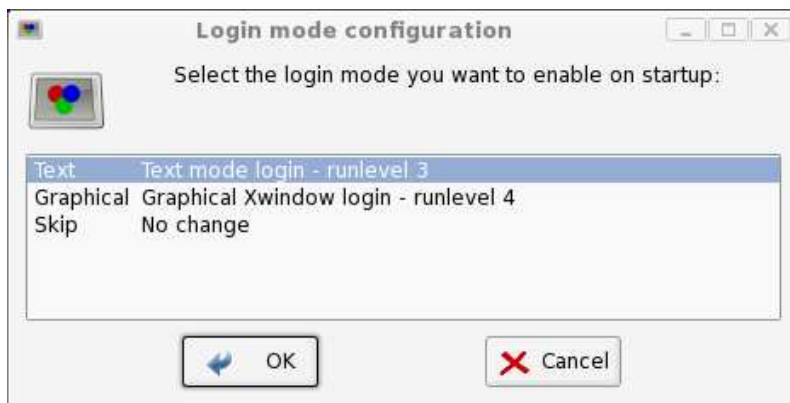 Login mode configuration
Select the login mode you want to enable on startup:
Text Text mode login - runlevel 3
Graphical Graphical Xwindow login - runlevel 4
Skip No change
OK Cancel